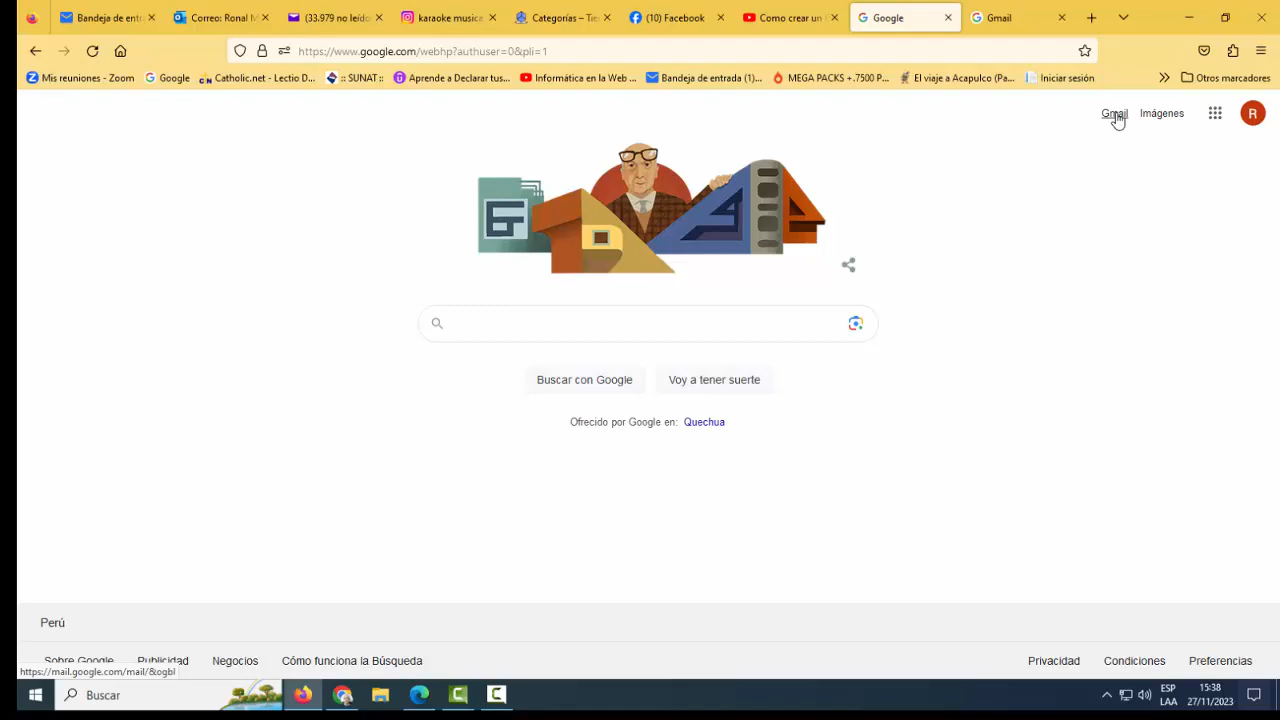 Bandeja de entr
Correo: Ronal M
(33.979 no leído
karaoke musica
Categorías – Tie
(10) Facebook
Como crear un
Google
Gmail
https://www.google.com/webhp?authuser=0&pli=1
Mis reuniones - Zoom
Google
Catholic.net - Lectio D...
:: SUNAT ::
Aprende a Declarar tus...
Informática en la Web ...
Bandeja de entrada (1)...
MEGA PACKS +.7500 P...
El viaje a Acapulco (Pa...
Iniciar sesión
Otros marcadores
Gmail
Imágenes
R
Buscar con Google
Voy a tener suerte
Ofrecido por Google en: Quechua
Perú
Sobre Google
Publicidad
Negocios
Cómo funciona la Búsqueda
Privacidad
Condiciones
Preferencias
https://mail.google.com/mail/&ogbl
Buscar
ESP
LAA
15:38
27/11/2023